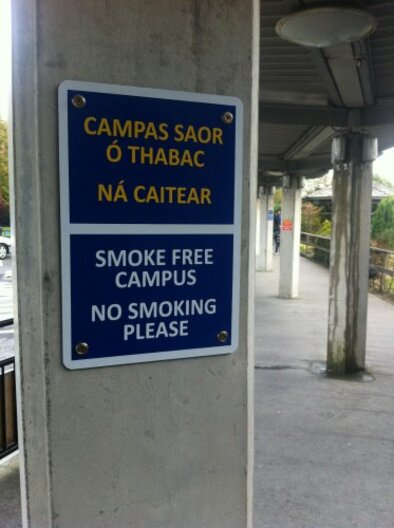 CAMPAS SAOR
Ó THABAC
NÁ CAITEAR
SMOKE FREE
CAMPUS
NO SMOKING
PLEASE